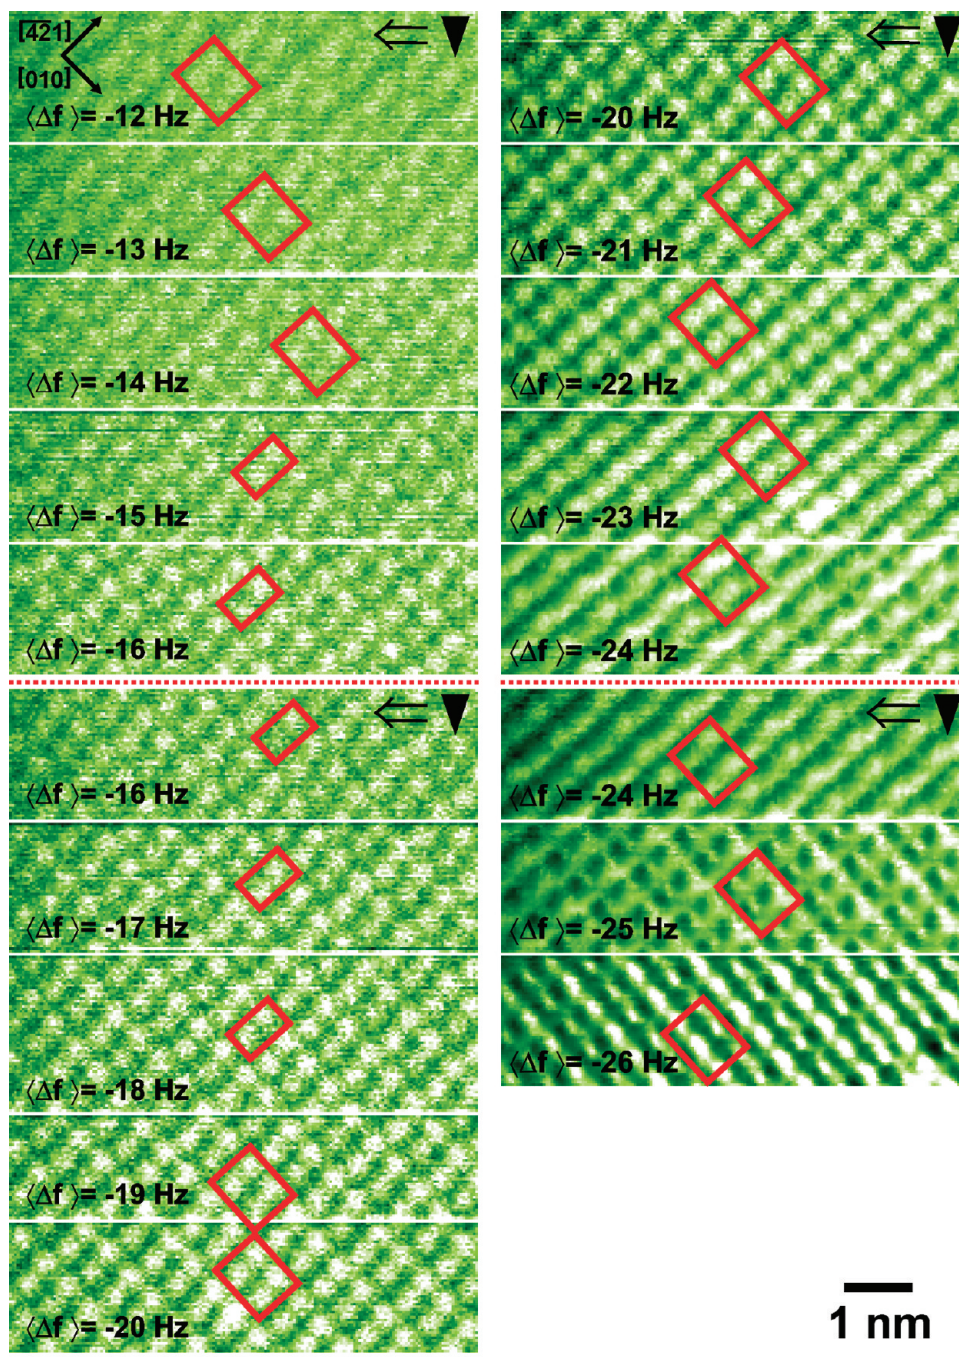 [4̅2̅1]
[010]
⟨Δf ⟩= -12 Hz
⟨Δf ⟩= -13 Hz
⟨Δf ⟩= -14 Hz
⟨Δf ⟩= -15 Hz
⟨Δf ⟩= -16 Hz
⟨Δf ⟩= -16 Hz
⟨Δf ⟩= -17 Hz
⟨Δf ⟩= -18 Hz
⟨Δf ⟩= -19 Hz
⟨Δf ⟩= -20 Hz
⟨Δf ⟩= -20 Hz
⟨Δf ⟩= -21 Hz
⟨Δf ⟩= -22 Hz
⟨Δf ⟩= -23 Hz
⟨Δf ⟩= -24 Hz
⟨Δf ⟩= -24 Hz
⟨Δf ⟩= -25 Hz
⟨Δf ⟩= -26 Hz
1 nm